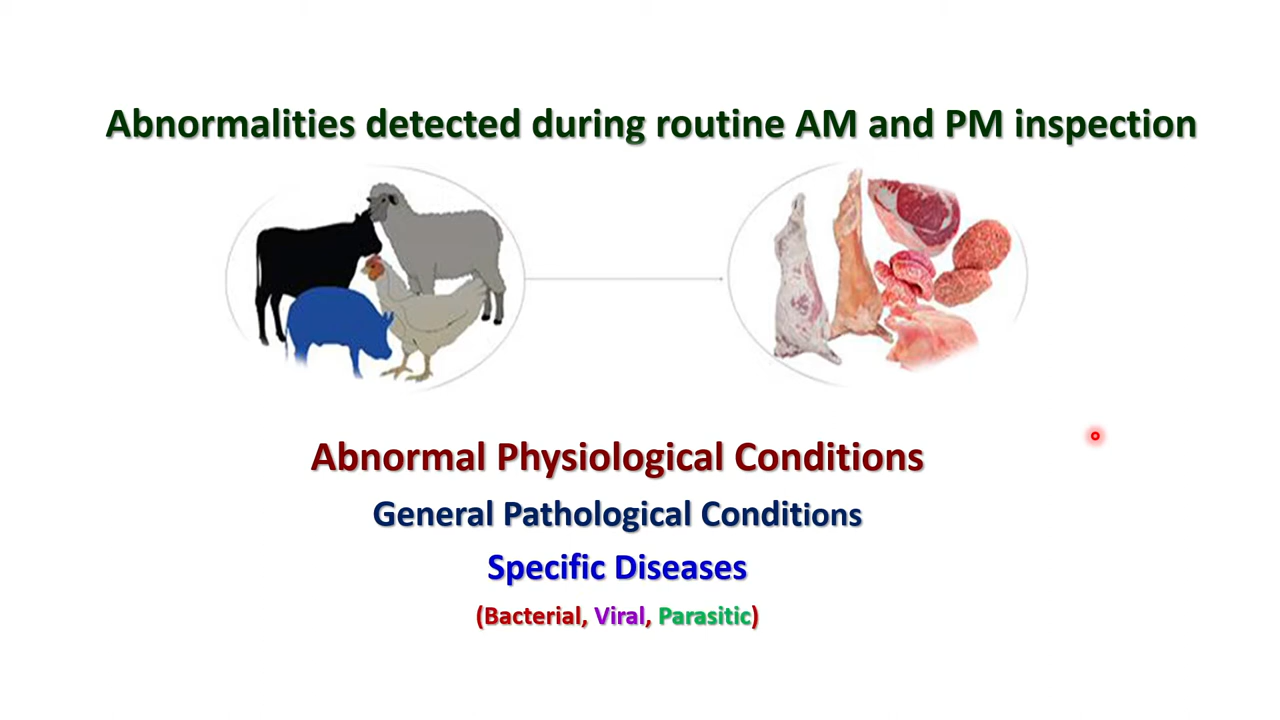 Abnormalities detected during routine AM and PM inspection
Abnormal Physiological Conditions
General Pathological Conditions
Specific Diseases
(Bacterial, Viral, Parasitic)